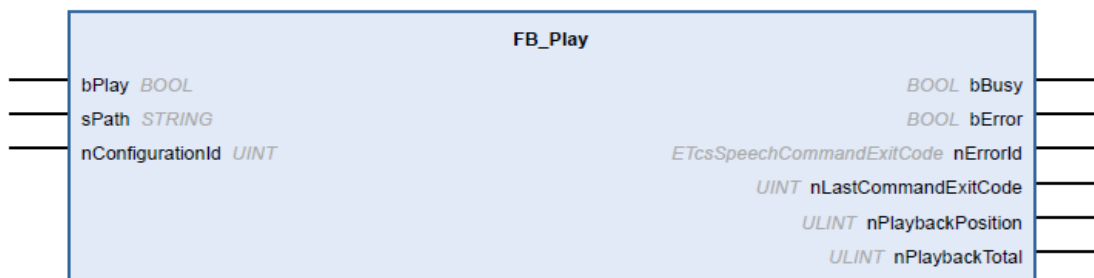 FB_Play
bPlay BOOL
BOOL bBusy
sPath STRING
BOOL bError
nConfigurationId UINT
ETcsSpeechCommandExitCode nErrorId
UINT nLastCommandExitCode
ULINT nPlaybackPosition
ULINT nPlaybackTotal